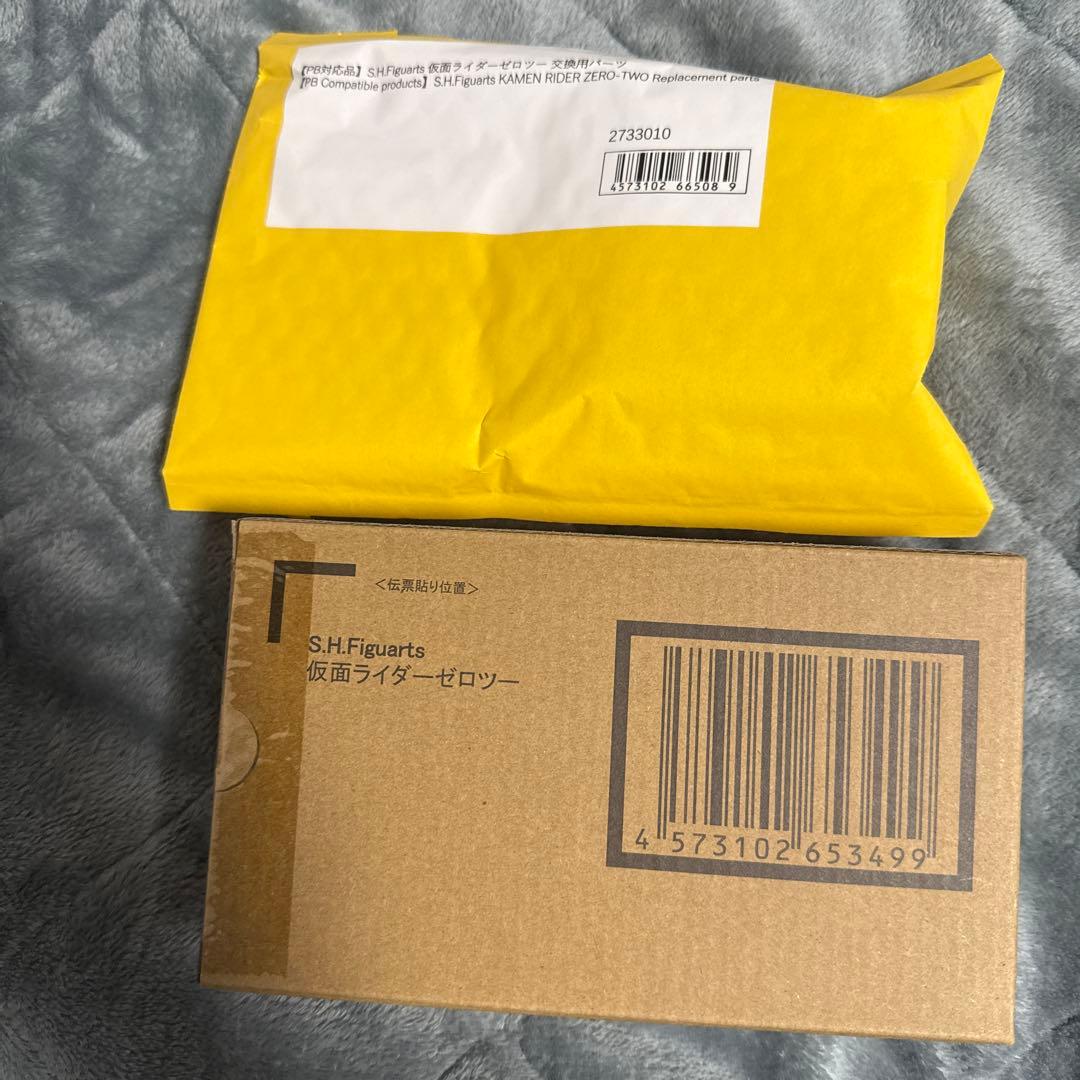 【PB対応品】S.H.Figuarts 仮面ライダーゼロツー 交換用パーツ
【PB Compatible products】S.H.Figuarts KAMEN RIDER ZERO-TWO Replacement parts
2733010
4573102 66508 9
＜伝票貼り位置＞
S.H.Figuarts
仮面ライダーゼロツー
4 573102 653499